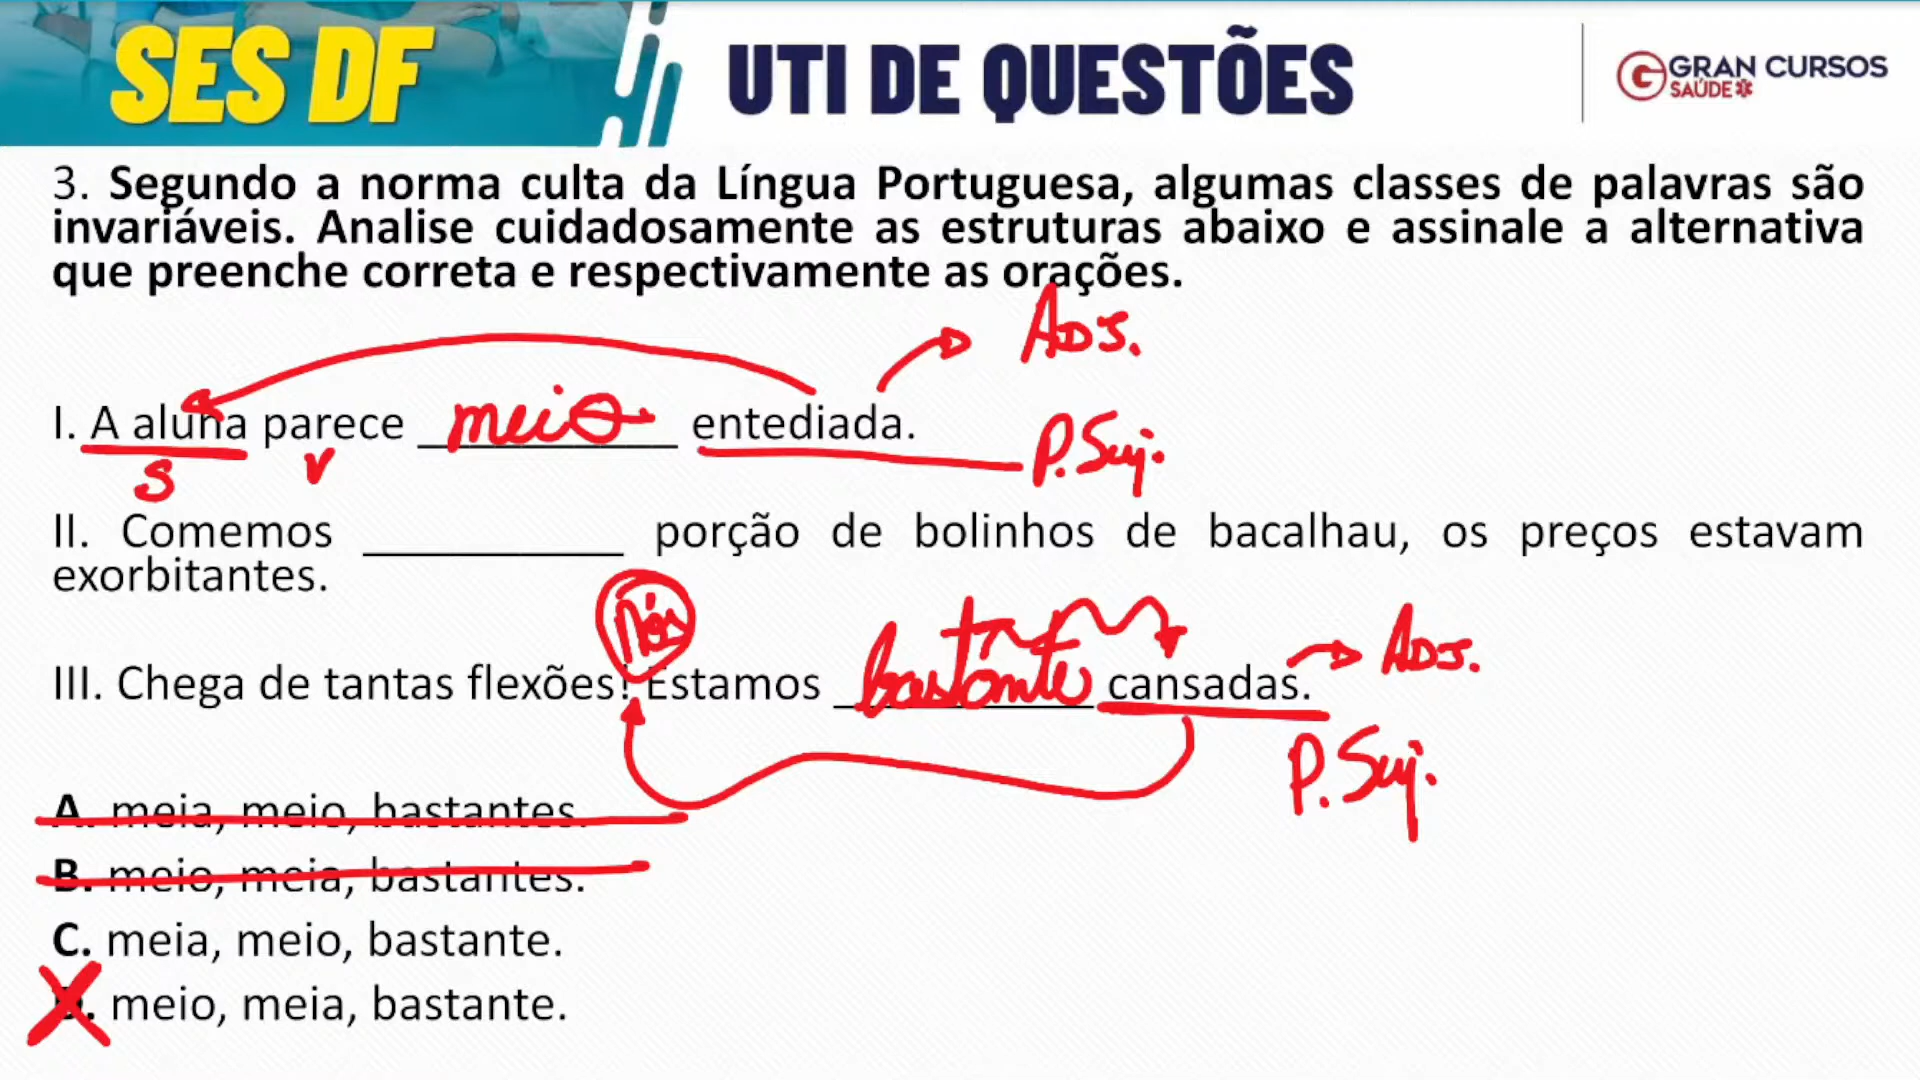 SES DF
UTI DE QUESTÕES
GRAN CURSOS
SAÚDE
3. Segundo a norma culta da Língua Portuguesa, algumas classes de palavras são
invariáveis. Analise cuidadosamente as estruturas abaixo e assinale a alternativa
que preenche correta e respectivamente as orações.
ADJ.
I. A aluna parece meio entediada.
P. Suj.
S V
II. Comemos __________ porção de bolinhos de bacalhau, os preços estavam
exorbitantes.
Nós
III. Chega de tantas flexões! Estamos bastante cansadas.
ADJ.
P. Suj.
A. meia, meio, bastantes.
B. meio, meia, bastantes.
C. meia, meio, bastante.
D. meio, meia, bastante.